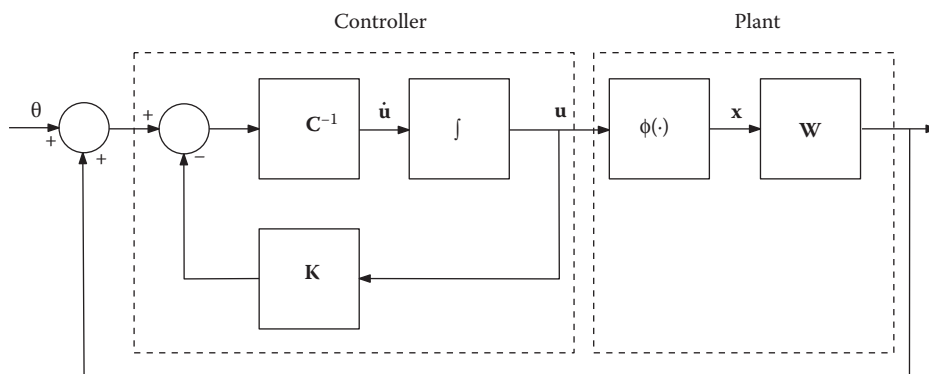 Controller
Plant
θ
+
+
+
−
C⁻¹
u̇
∫
u
ϕ(·)
x
W
K